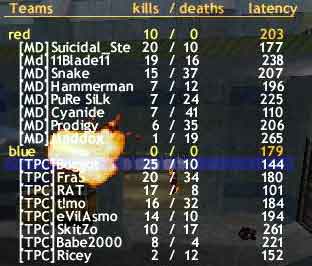 Teams kills / deaths latency
red 10 / 0 203
[MD]Suicidal_Ste 20 / 10 177
[Md]11Blade11 19 / 16 238
[MD]Snake 15 / 37 207
[MD]Hammerman 7 / 12 196
[MD]PuRe SiLk 7 / 24 225
[MD]Cyanide 7 / 41 110
[MD]Prodigy 6 / 35 206
[MD]Maddox 1 / 19 265
blue 0 / 0 179
[TPC] 25 / 10 144
[TPC]FraS 20 / 34 180
[TPC]RAT 17 / 8 101
[TPC]t!mo 16 / 32 184
[TPC]eVilAsmo 14 / 10 194
[TPC]SkitZo 10 / 17 261
[TPC]Babe2000 8 / 4 221
[TPC]Ricey 2 / 12 152